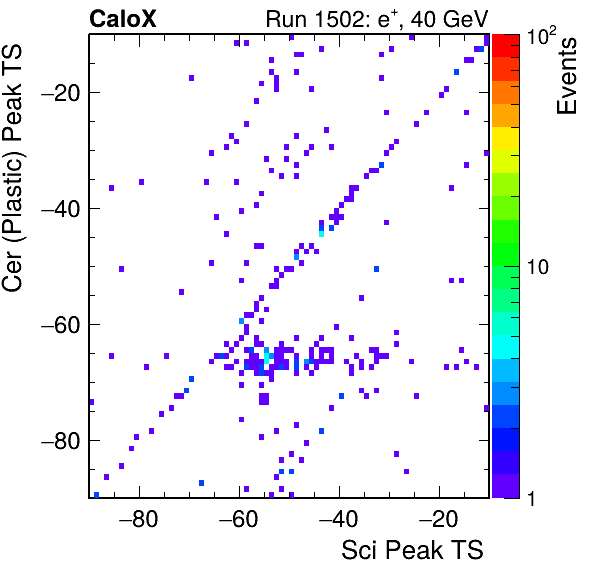 CaloX Run 1502: e⁺, 40 GeV
Cer (Plastic) Peak TS
−20
−40
−60
−80
−80 −60 −40 −20
Sci Peak TS
10²
10
1
Events